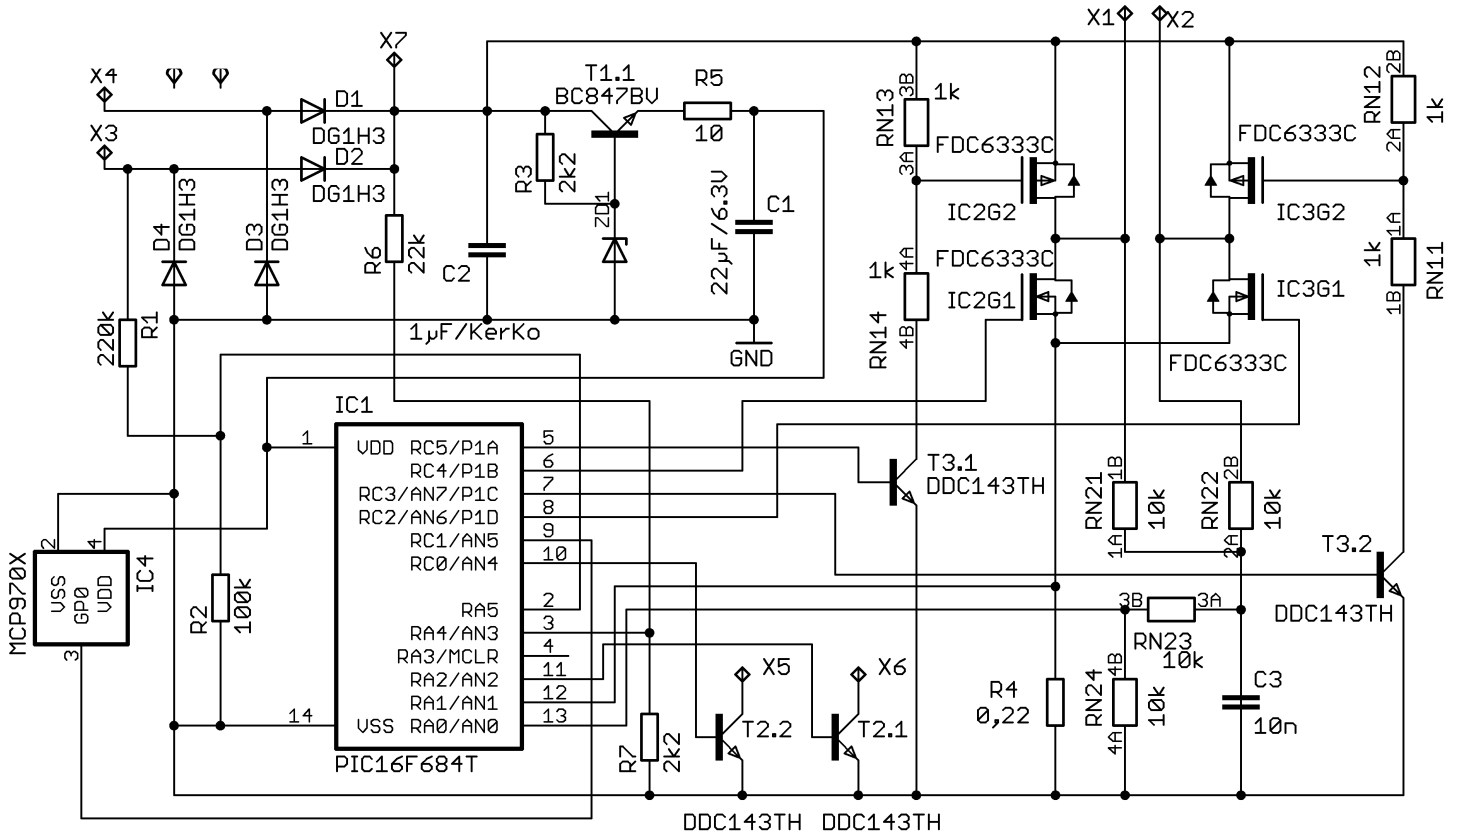 X1
X2
X7
X4
X3
D1
DG1H3
D2
DG1H3
T1.1
BC847BV
R5
10
R3
2k2
ZD1
22µF/6.3V
C1
D4
DG1H3
D3
DG1H3
R6
22k
C2
1µF/KerKo
GND
R1
220k
RN13
3B
1k
3A
FDC6333C
IC2G2
4A
1k
FDC6333C
IC2G1
RN14
4B
RN12
2B
1k
2A
FDC6333C
IC3G2
1A
1k
RN11
1B
IC3G1
FDC6333C
IC1
1
VDD
RC5/P1A
5
RC4/P1B
6
RC3/AN7/P1C
7
RC2/AN6/P1D
8
RC1/AN5
9
RC0/AN4
10
RA5
2
RA4/AN3
3
RA3/MCLR
4
RA2/AN2
11
RA1/AN1
12
14
VSS
RA0/AN0
13
PIC16F684T
MCP970X
2
4
VSS
GP0
VDD
IC4
3
R2
100k
T3.1
DDC143TH
RN21
1B
10k
1A
RN22
2B
10k
2A
T3.2
DDC143TH
3B
3A
RN23
10k
RN24
4B
10k
4A
R4
0,22
C3
10n
X5
X6
T2.2
T2.1
R7
2k2
DDC143TH
DDC143TH